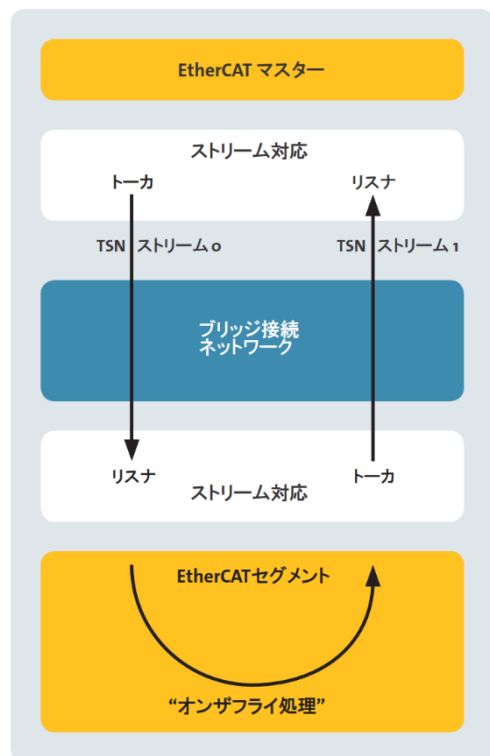 EtherCAT マスター
ストリーム対応
トーカ リスナ
TSN ストリーム0 TSN ストリーム1
ブリッジ接続
ネットワーク
リスナ トーカ
ストリーム対応
EtherCATセグメント
“オンザフライ処理”